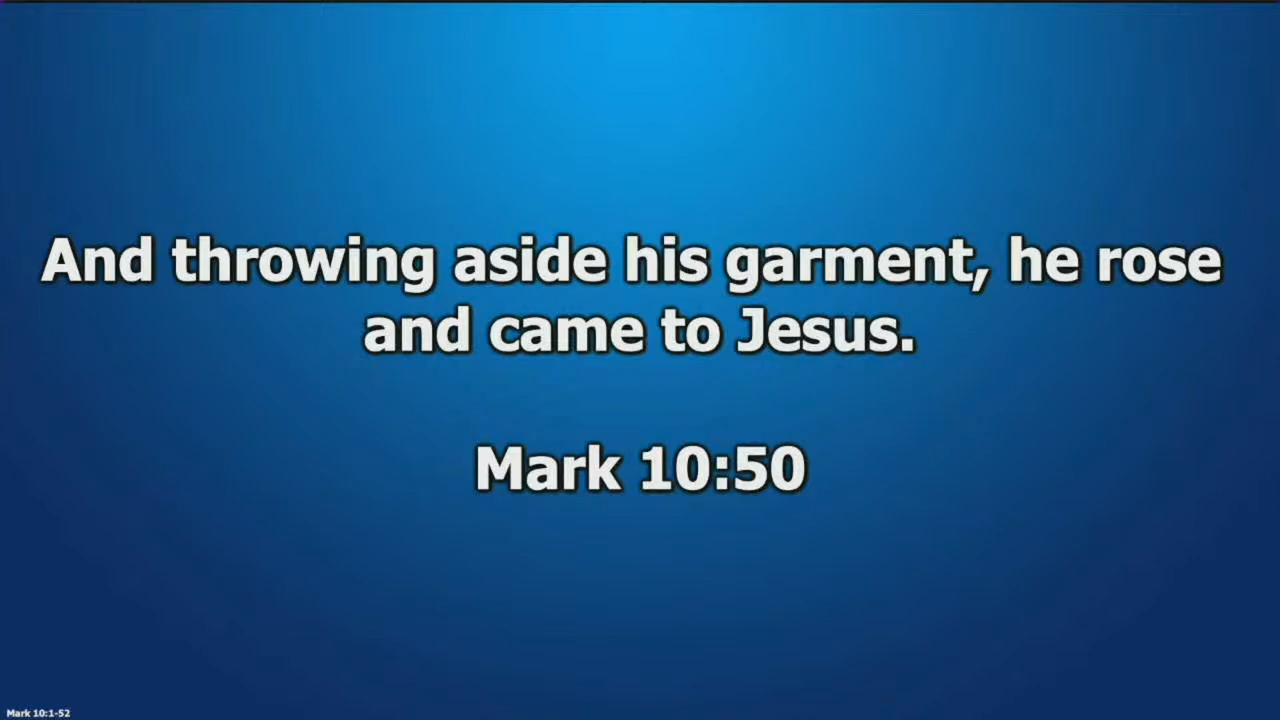 And throwing aside his garment, he rose
and came to Jesus.
Mark 10:50
Mark 10:1-52